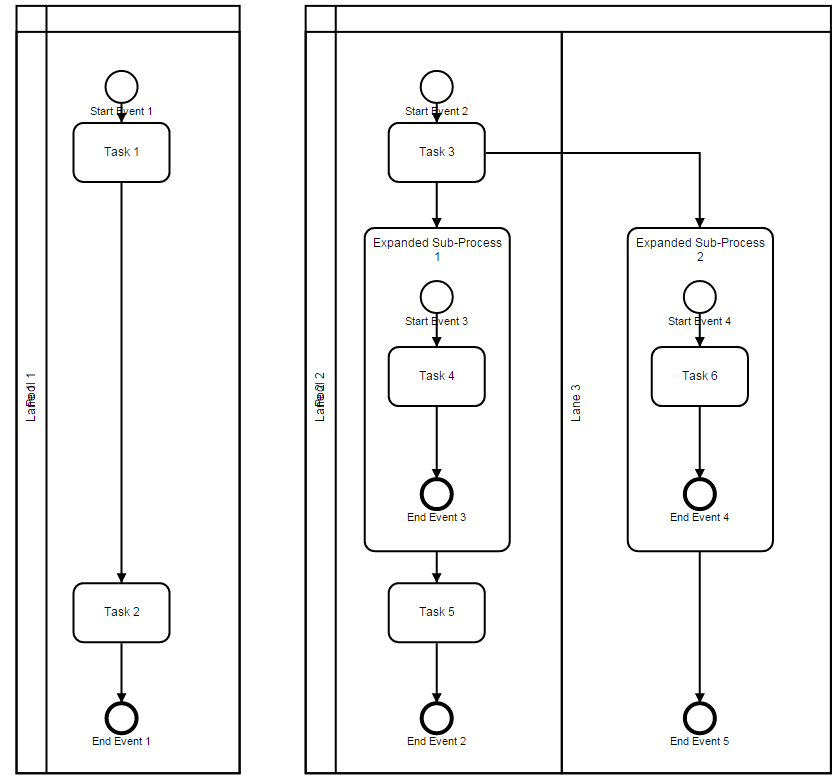 Start Event 1
Task 1
Pool 1
Lane 1
Task 2
End Event 1
Start Event 2
Task 3
Expanded Sub-Process
1
Start Event 3
Task 4
End Event 3
Pool 2
Lane 2
Task 5
End Event 2
Lane 3
Expanded Sub-Process
2
Start Event 4
Task 6
End Event 4
End Event 5